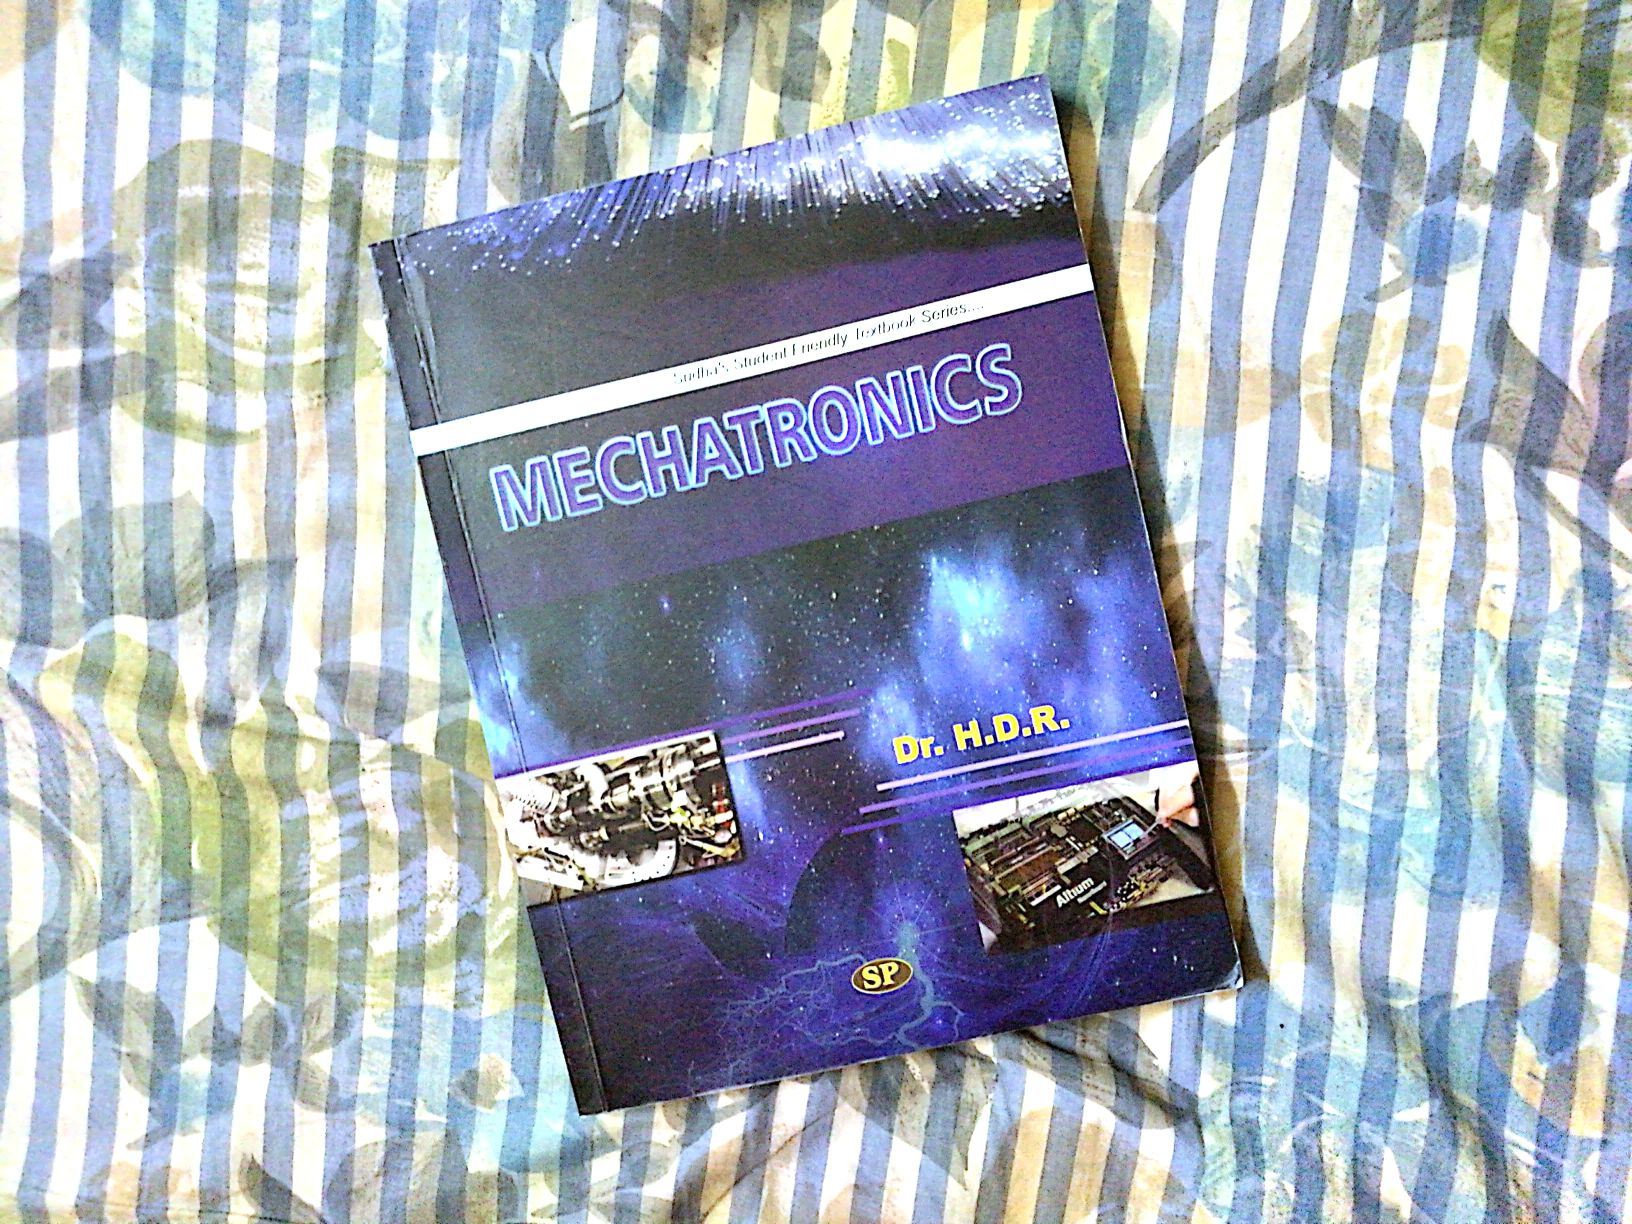 Sudha's Student Friendly Textbook Series....
MECHATRONICS
Dr. H.D.R.
Altium
SP